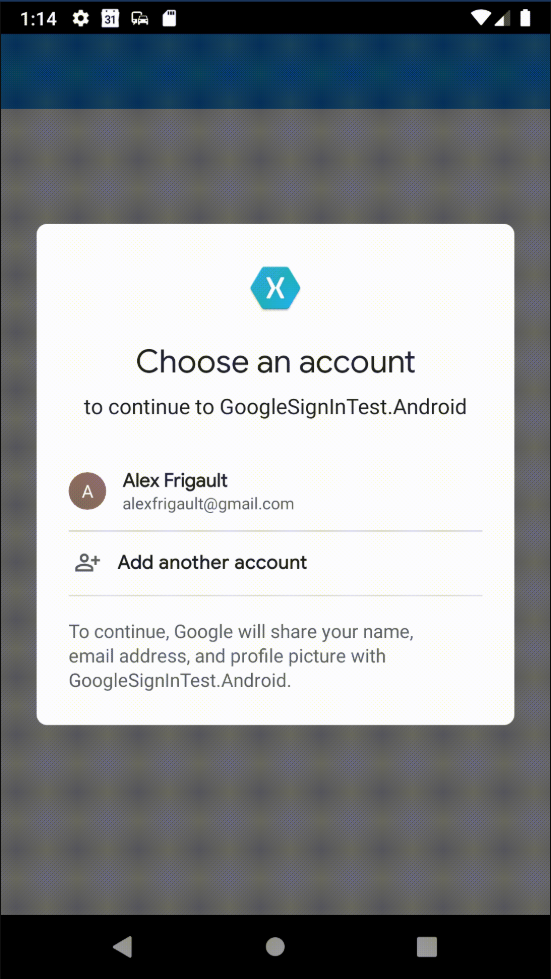 1:14
31
Choose an account
to continue to GoogleSignInTest.Android
A
Alex Frigault
alexfrigault@gmail.com
Add another account
To continue, Google will share your name,
email address, and profile picture with
GoogleSignInTest.Android.